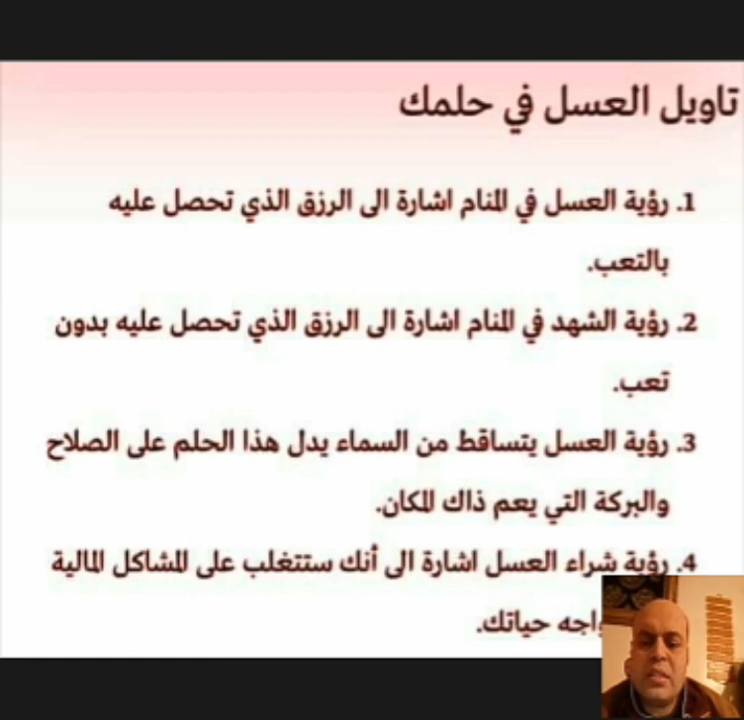 تاويل العسل في حلمك
1. رؤية العسل في المنام اشارة الى الرزق الذي تحصل عليه
بالتعب.
2. رؤية الشهد في المنام اشارة الى الرزق الذي تحصل عليه بدون
تعب.
3. رؤية العسل يتساقط من السماء يدل هذا الحلم على الصلاح
والبركة التي يعم ذاك المكان.
4. رؤية شراء العسل اشارة الى أنك ستتغلب على المشاكل المالية
حياتك.